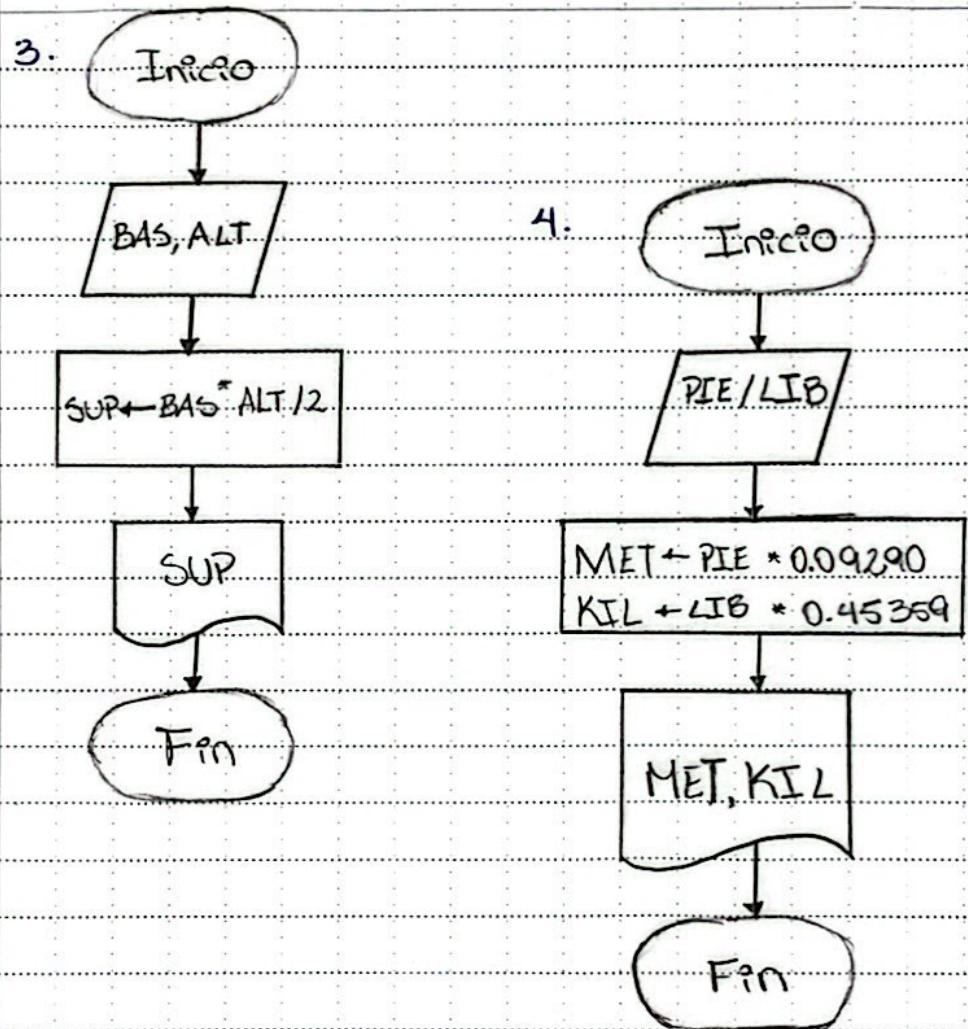 3.
Inicio
BAS, ALT
SUP ← BAS * ALT / 2
SUP
Fin
4.
Inicio
PIE / LIB
MET ← PIE * 0.09290
KIL ← LIB * 0.45359
MET, KIL
Fin